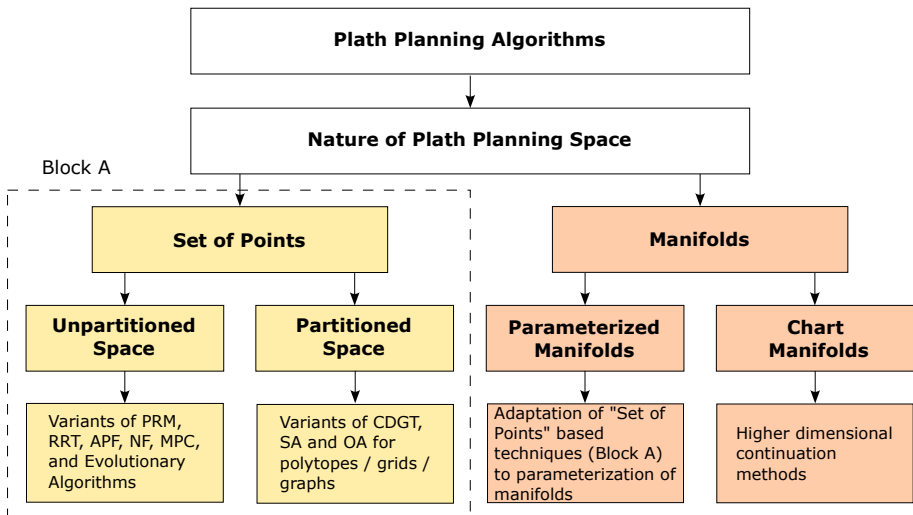 Plath Planning Algorithms
Nature of Plath Planning Space
Block A
Set of Points
Manifolds
Unpartitioned
Space
Partitioned
Space
Parameterized
Manifolds
Chart
Manifolds
Variants of PRM,
RRT, APF, NF, MPC,
and Evolutionary
Algorithms
Variants of CDGT,
SA and OA for
polytopes / grids /
graphs
Adaptation of "Set of
Points" based
techniques (Block A)
to parameterization of
manifolds
Higher dimensional
continuation
methods